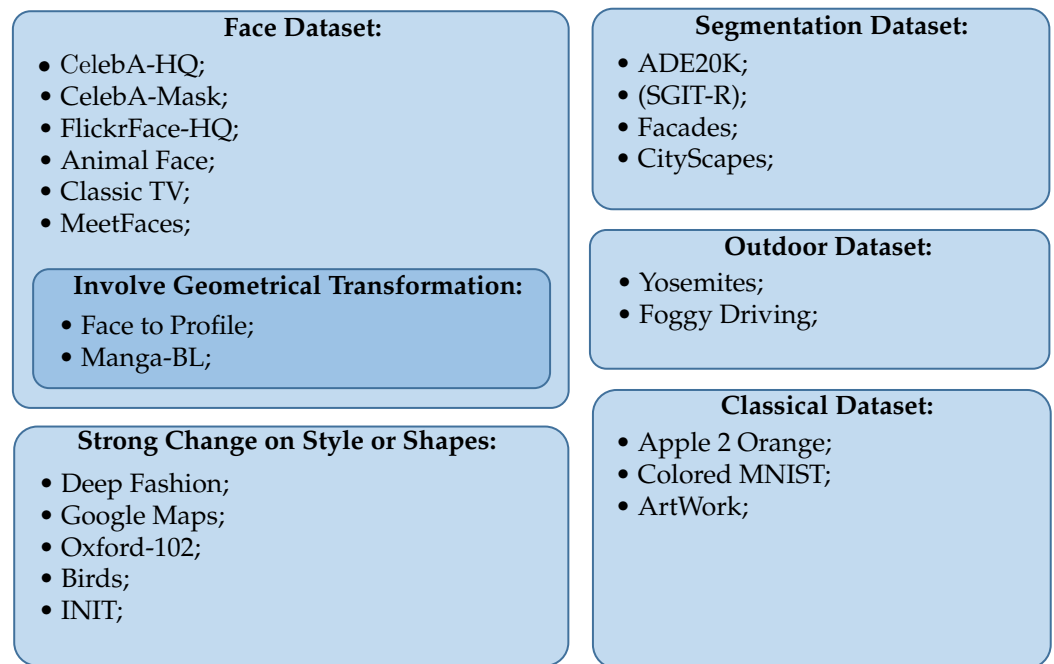 Face Dataset:
• CelebA-HQ;
• CelebA-Mask;
• FlickrFace-HQ;
• Animal Face;
• Classic TV;
• MeetFaces;
Involve Geometrical Transformation:
• Face to Profile;
• Manga-BL;
Strong Change on Style or Shapes:
• Deep Fashion;
• Google Maps;
• Oxford-102;
• Birds;
• INIT;
Segmentation Dataset:
• ADE20K;
• (SGIT-R);
• Facades;
• CityScapes;
Outdoor Dataset:
• Yosemites;
• Foggy Driving;
Classical Dataset:
• Apple 2 Orange;
• Colored MNIST;
• ArtWork;